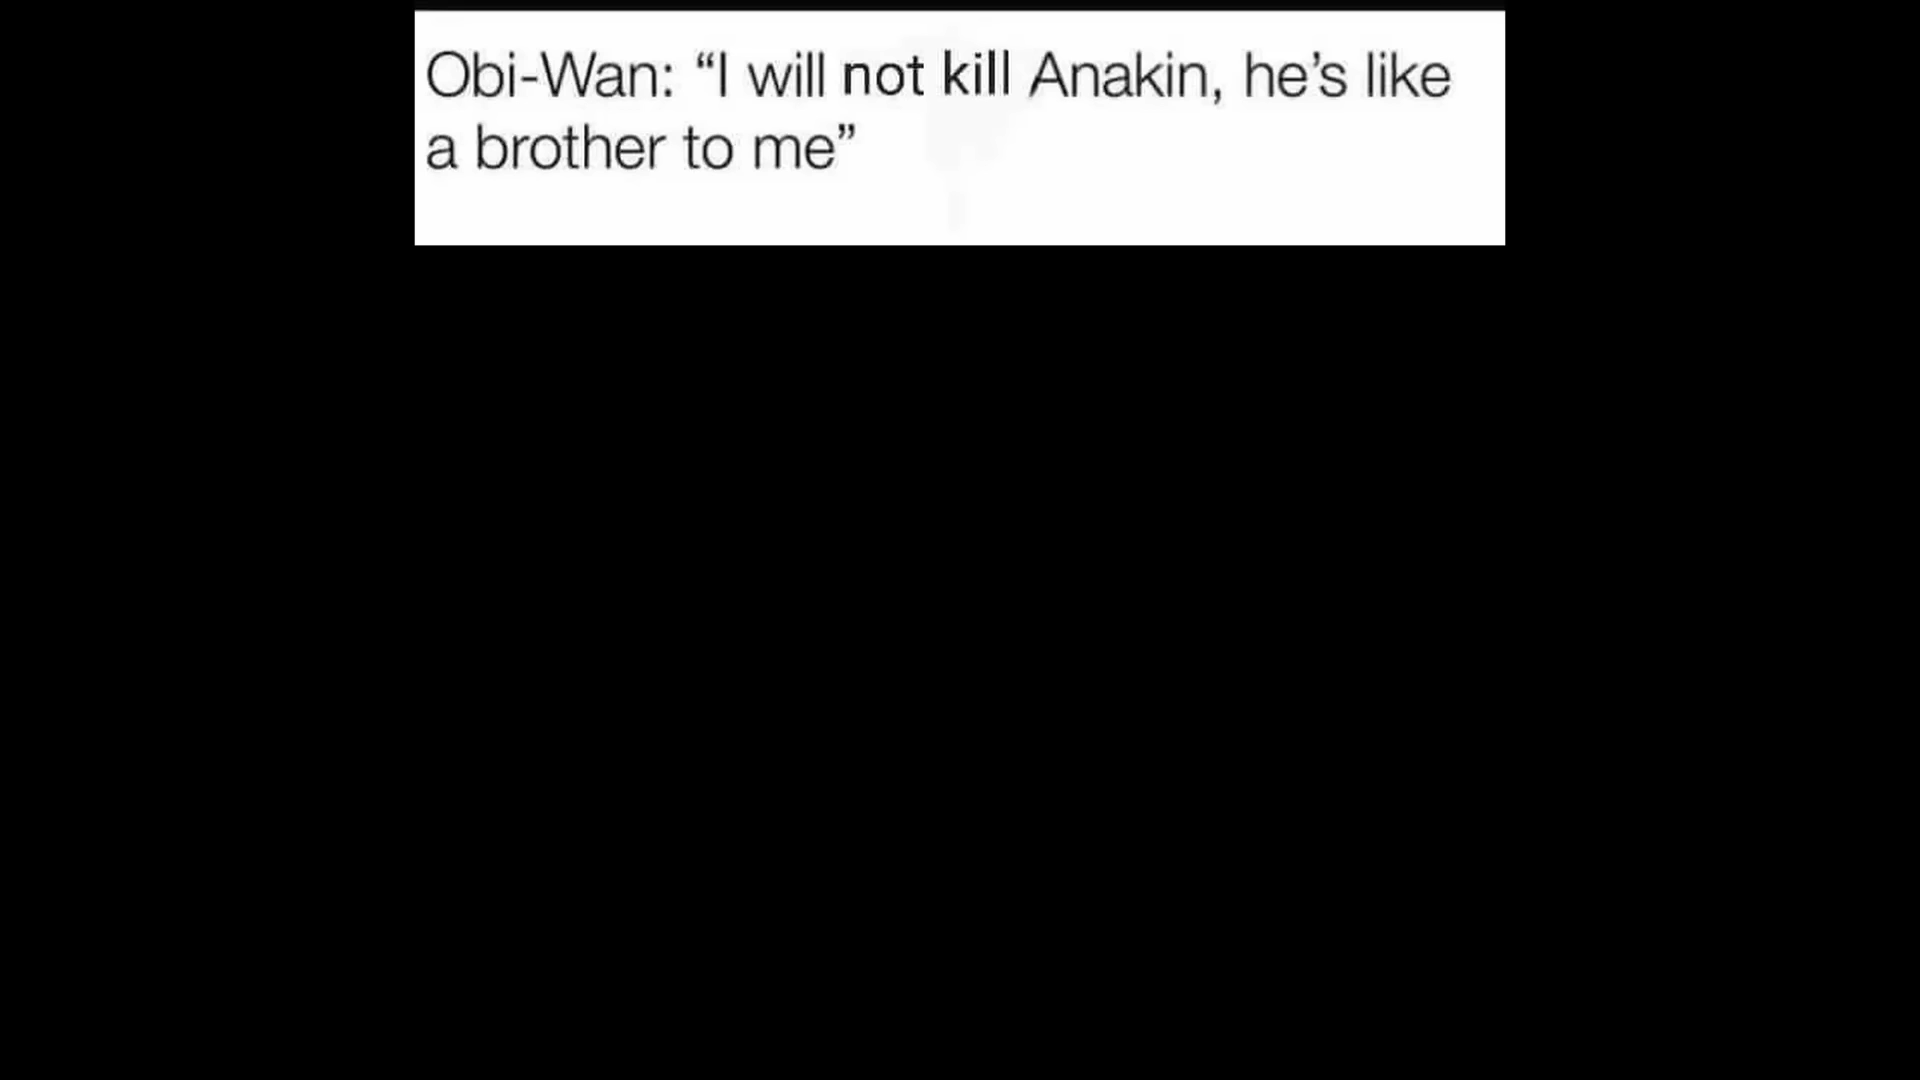 Obi-Wan: “I will not kill Anakin, he’s like
a brother to me”